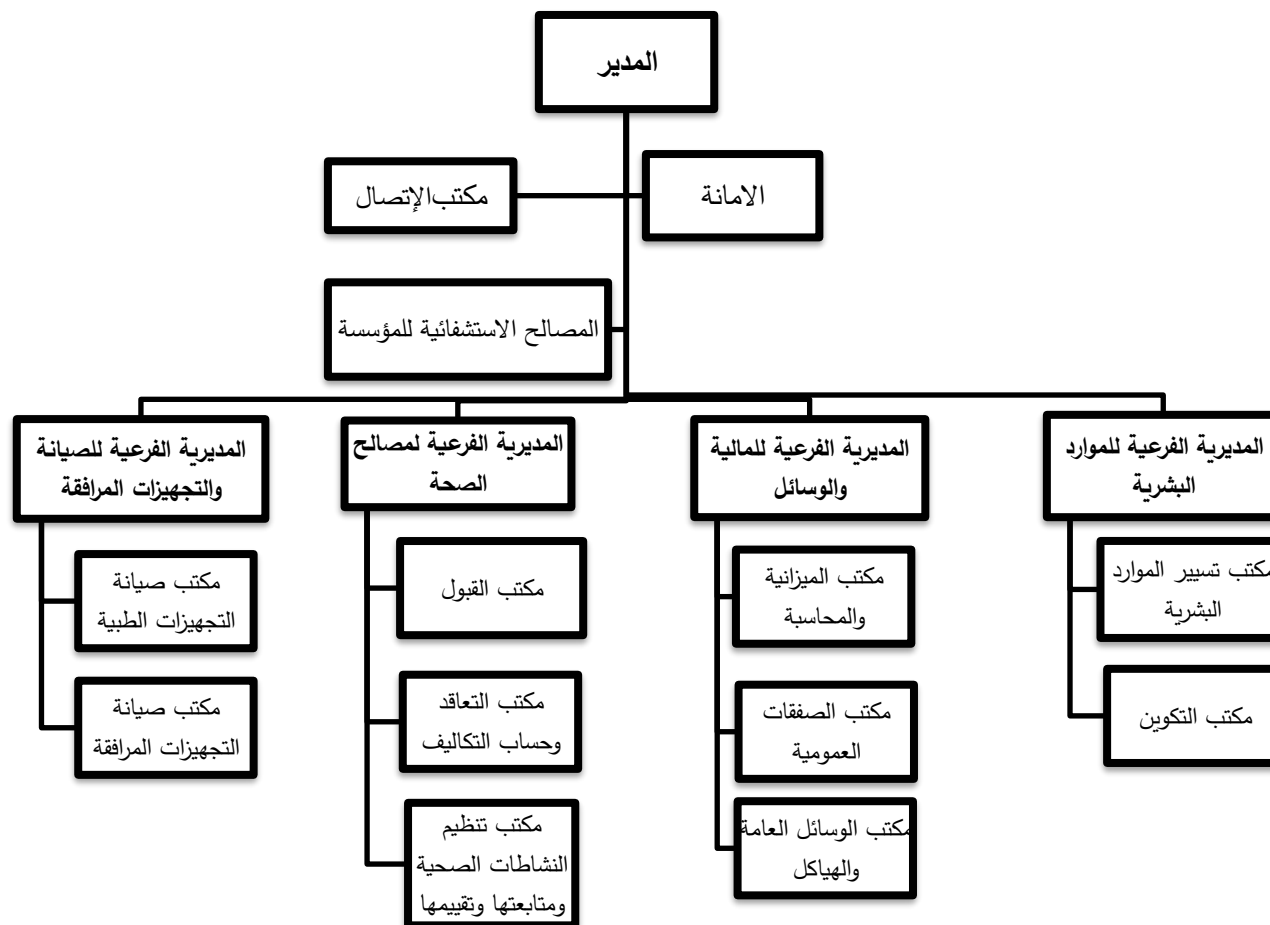 المدير
الامانة
مكتب الإتصال
المصالح الاستشفائية للمؤسسة
المديرية الفرعية للموارد
البشرية
المديرية الفرعية للمالية
والوسائل
المديرية الفرعية لمصالح
الصحة
المديرية الفرعية للصيانة
والتجهيزات المرافقة
مكتب تسيير الموارد
البشرية
مكتب التكوين
مكتب الميزانية
والمحاسبة
مكتب الصفقات
العمومية
مكتب الوسائل العامة
والهياكل
مكتب القبول
مكتب التعاقد
وحساب التكاليف
مكتب تنظيم
النشاطات الصحية
ومتابعتها وتقييمها
مكتب صيانة
التجهيزات الطبية
مكتب صيانة
التجهيزات المرافقة